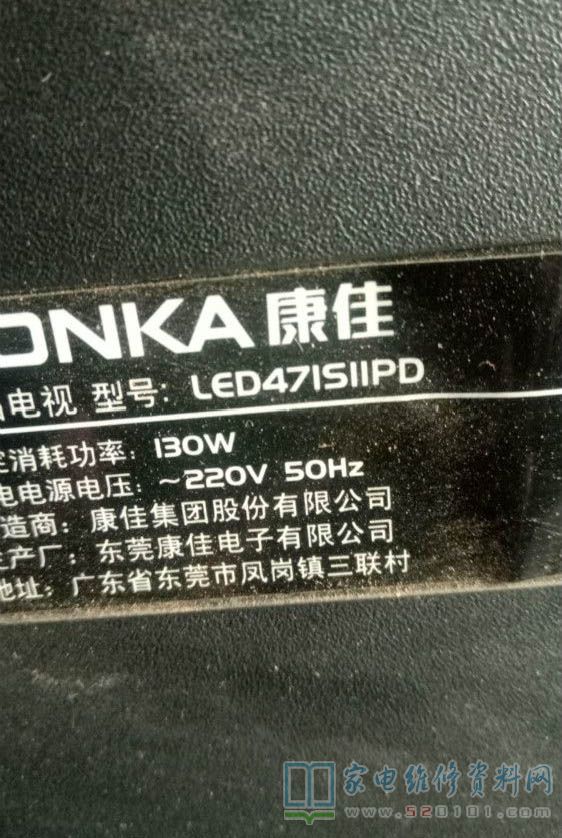 ONKA 康佳
电视 型号: LED47IS11PD
消耗功率: 130W
电电源电压: ~220V 50Hz
造商: 康佳集团股份有限公司
生产厂: 东莞康佳电子有限公司
地址: 广东省东莞市凤岗镇三联村
家电维修资料网
www.520101.com